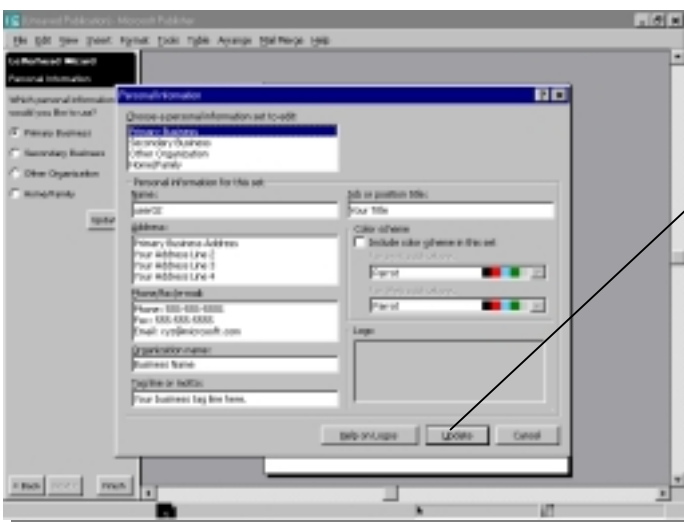 [Unsaved Publication] - Microsoft Publisher
File Edit View Insert Format Tools Table Arrange Mail Merge Help
Letterhead Wizard
Personal Information
Which personal information
would you like to use?
Primary Business
Secondary Business
Other Organization
Home/Family
Update
Personal Information
Choose a personal information set to edit:
Primary Business
Secondary Business
Other Organization
Home/Family
Personal information for this set
Name:
user02
Job or position title:
Your Title
Address:
Primary Business Address
Your Address Line 2
Your Address Line 3
Your Address Line 4
Color scheme
Include color scheme in this set
Parrot
Parrot
Phone/fax/e-mail:
Phone: 555-555-5555
Fax: 555-555-5555
Email: xyz@microsoft.com
Logo
Organization name:
Business Name
Tag line or motto:
Your business tag line here.
Help on Logos Update Cancel
< Back Next > Finish